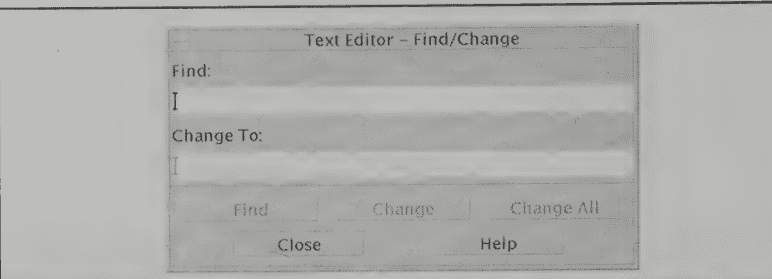 Text Editor – Find/Change
Find:
Change To:
Find Change Change All
Close Help